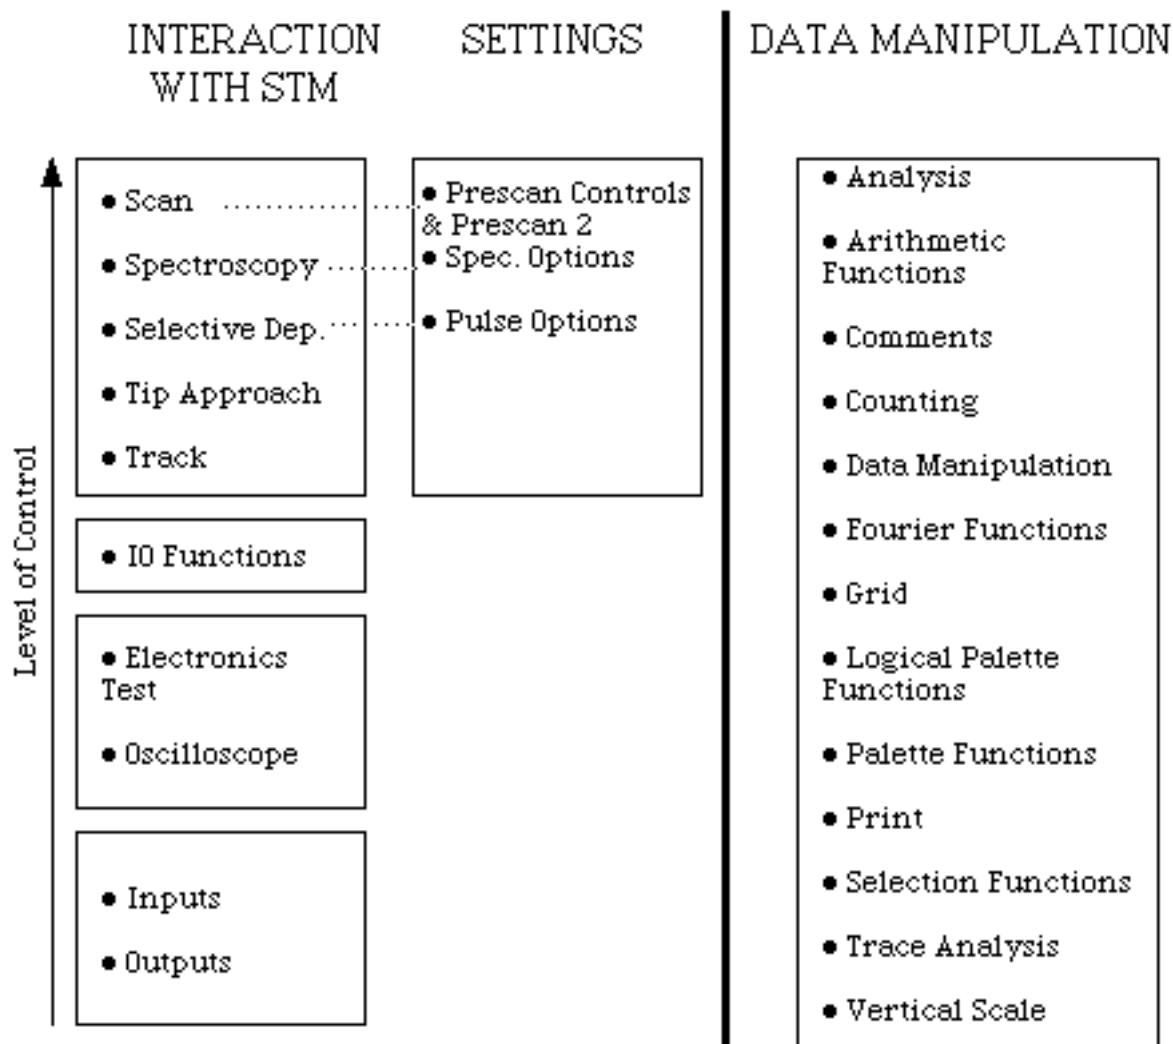 INTERACTION
WITH STM
SETTINGS
DATA MANIPULATION
Level of Control
• Scan
• Spectroscopy
• Selective Dep.
• Tip Approach
• Track
• IO Functions
• Electronics
Test
• Oscilloscope
• Inputs
• Outputs
• Prescan Controls
& Prescan 2
• Spec. Options
• Pulse Options
• Analysis
• Arithmetic
Functions
• Comments
• Counting
• Data Manipulation
• Fourier Functions
• Grid
• Logical Palette
Functions
• Palette Functions
• Print
• Selection Functions
• Trace Analysis
• Vertical Scale